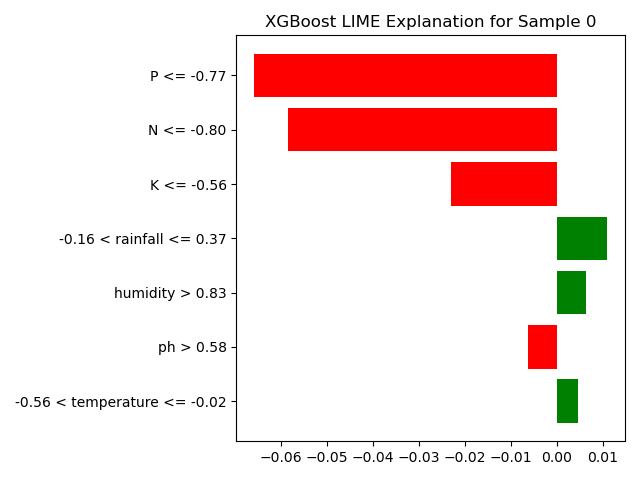 XGBoost LIME Explanation for Sample 0
P <= -0.77
N <= -0.80
K <= -0.56
-0.16 < rainfall <= 0.37
humidity > 0.83
ph > 0.58
-0.56 < temperature <= -0.02
−0.06 −0.05 −0.04 −0.03 −0.02 −0.01 0.00 0.01